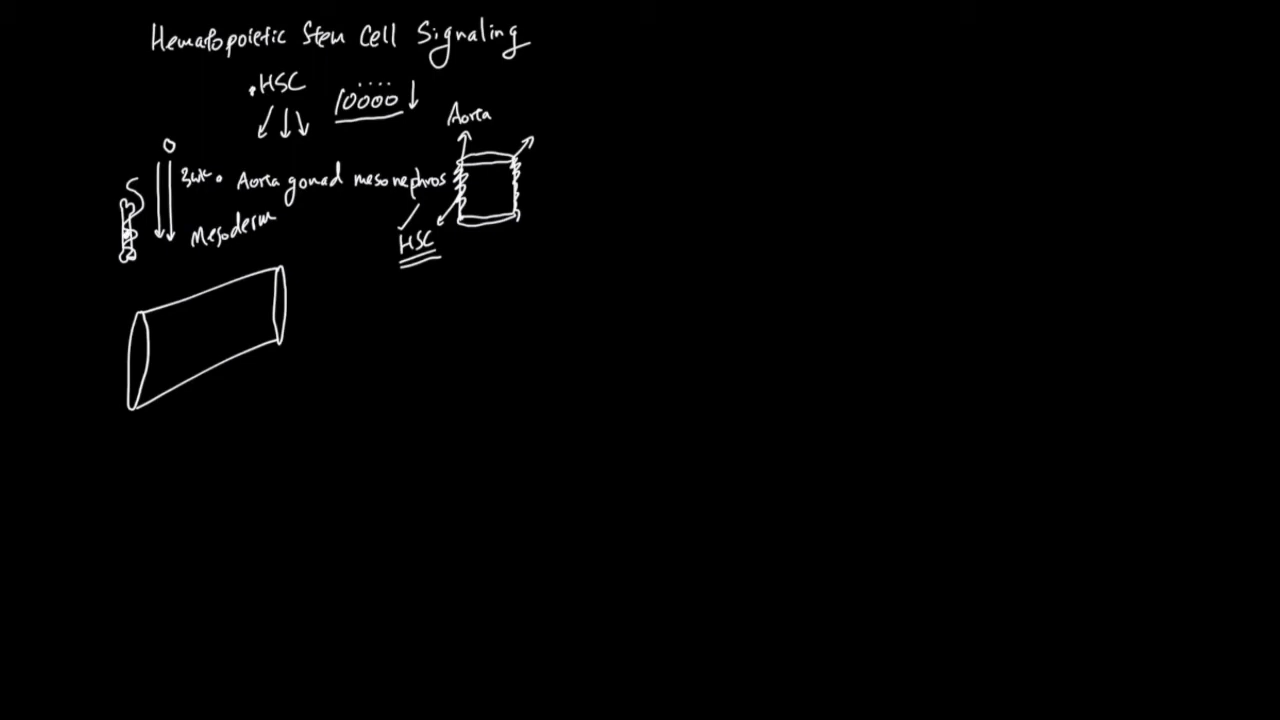 Hematopoietic Stem Cell Signaling
HSC
10000
Aorta
3wk. Aorta gonad mesonephros
Mesoderm
HSC